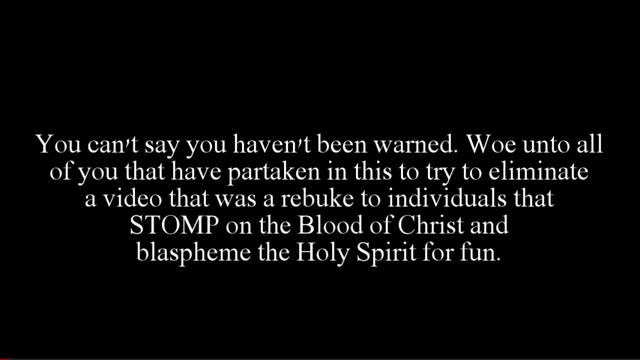 You can't say you haven't been warned. Woe unto all
of you that have partaken in this to try to eliminate
a video that was a rebuke to individuals that
STOMP on the Blood of Christ and
blaspheme the Holy Spirit for fun.